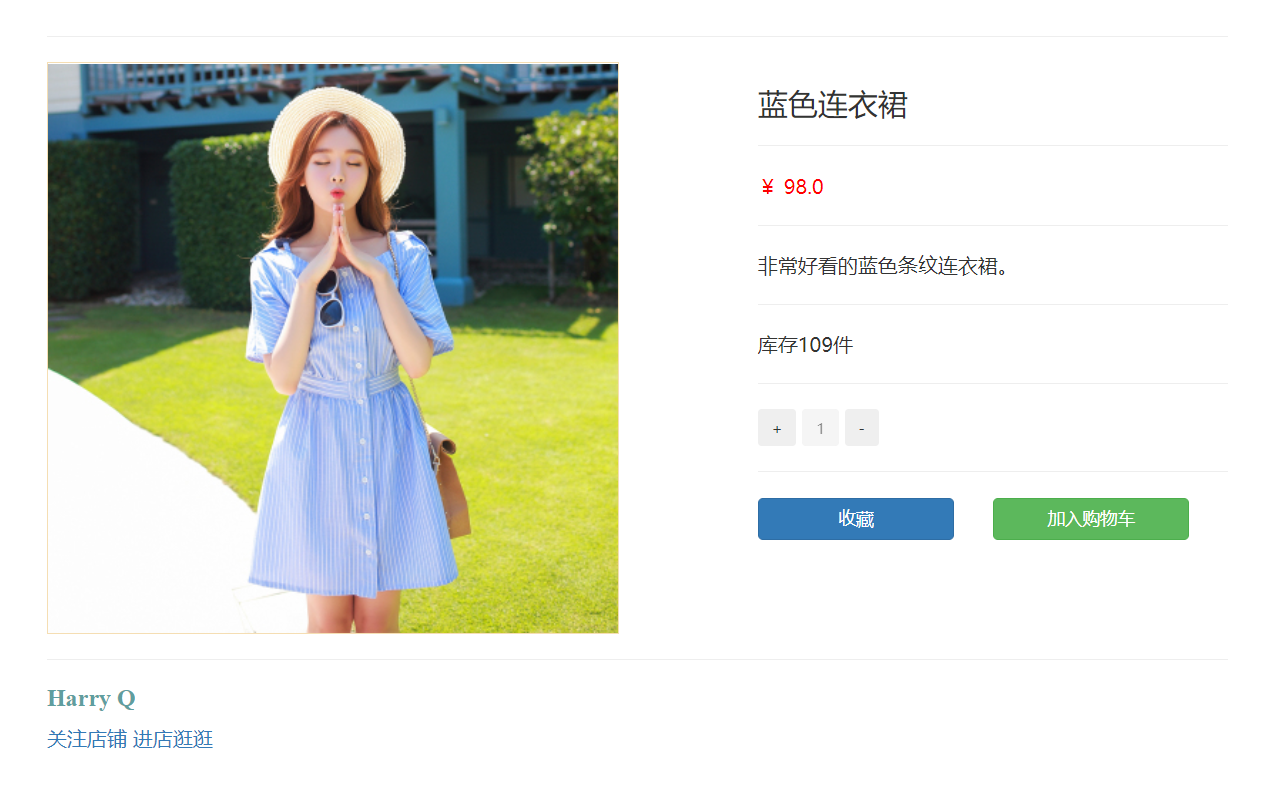 蓝色连衣裙
¥ 98.0
非常好看的蓝色条纹连衣裙。
库存109件
+ 1 -
收藏 加入购物车
Harry Q
关注店铺 进店逛逛